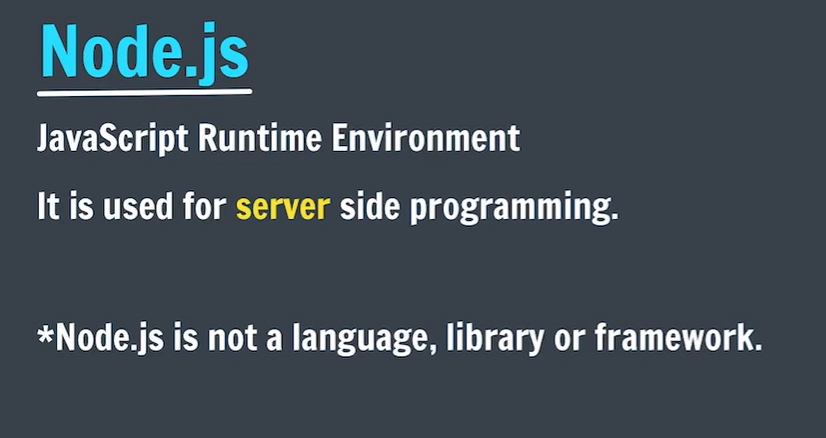 Node.js
JavaScript Runtime Environment
It is used for server side programming.
*Node.js is not a language, library or framework.